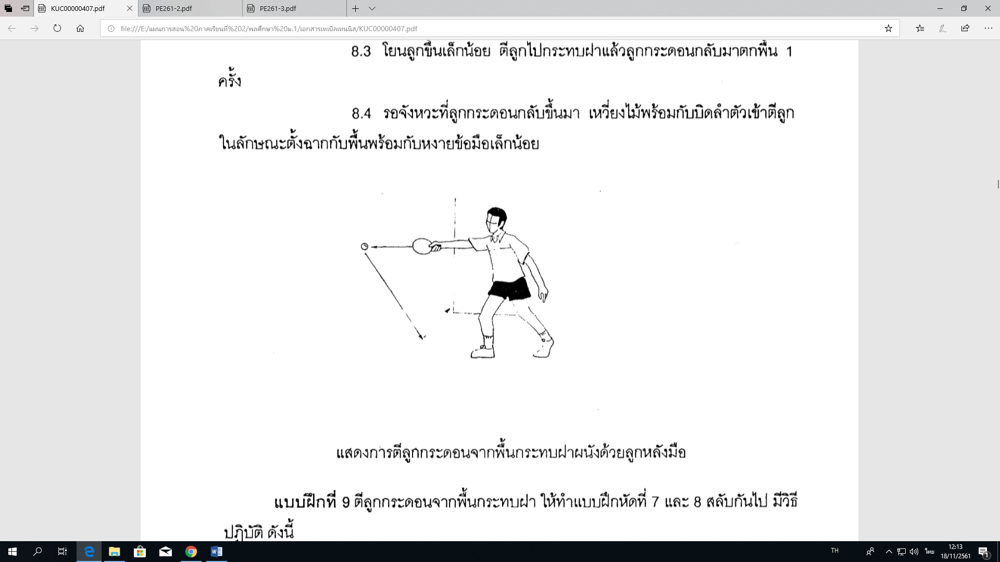 KUC00000407.pdf
PE261-2.pdf
PE261-3.pdf
file:///E:/แผนการสอน%20ภาคเรียนที่%202/พลศึกษา%20ม.1/เอกสารเทเบิลเทนนิส/KUC00000407.pdf
8.3 โยนลูกขึ้นเล็กน้อย ตีลูกไปกระทบฝาแล้วลูกกระดอนกลับมาตกพื้น 1
ครั้ง
8.4 รอจังหวะที่ลูกกระดอนกลับขึ้นมา เหวี่ยงไม้พร้อมกับบิดลำตัวเข้าตีลูก
ในลักษณะตั้งฉากกับพื้นพร้อมกับหงายข้อมือเล็กน้อย
แสดงการตีลูกกระดอนจากพื้นกระทบฝาผนังด้วยลูกหลังมือ
แบบฝึกที่ 9 ตีลูกกระดอนจากพื้นกระทบฝา ให้ทำแบบฝึกหัดที่ 7 และ 8 สลับกันไป มีวิธี
ปฏิบัติ ดังนี้
TH
ไทย
12:13
18/11/2561
1